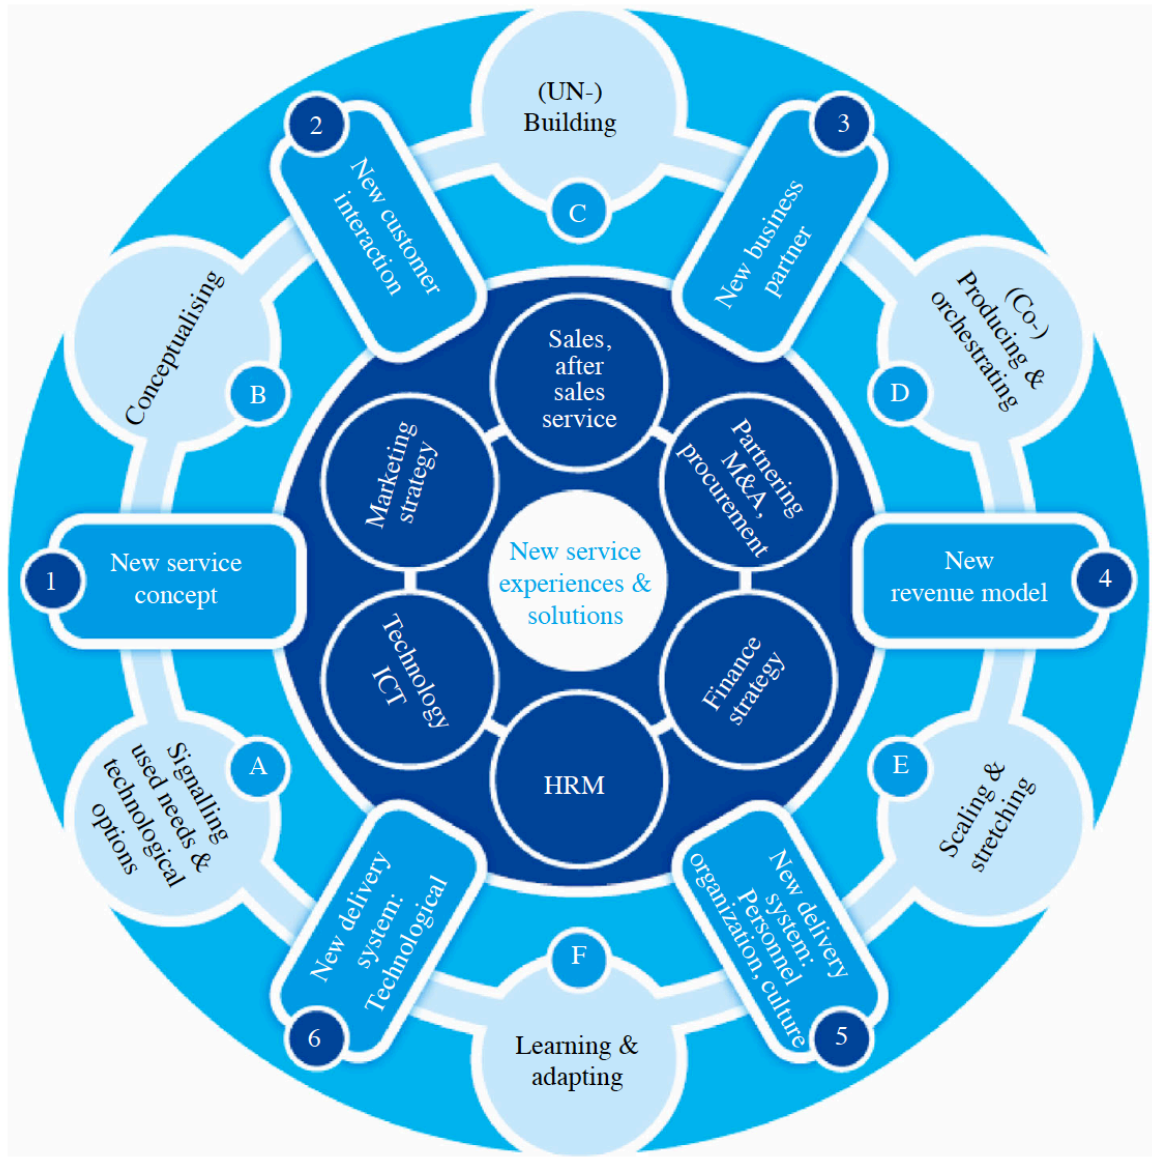 (UN-)
Building
C
2
New customer
interaction
3
New business
partner
Conceptualising
B
(Co-)
Producing &
orchestrating
D
Sales,
after
sales
service
Marketing
strategy
Partnering
M&A,
procurement
1
New service
concept
New service
experiences &
solutions
New
revenue model
4
Technology
ICT
Finance
strategy
HRM
A
Signalling
used needs &
technological
options
E
Scaling &
stretching
New delivery
system:
Technological
6
New delivery
system:
Personnel
organization, culture
5
F
Learning &
adapting